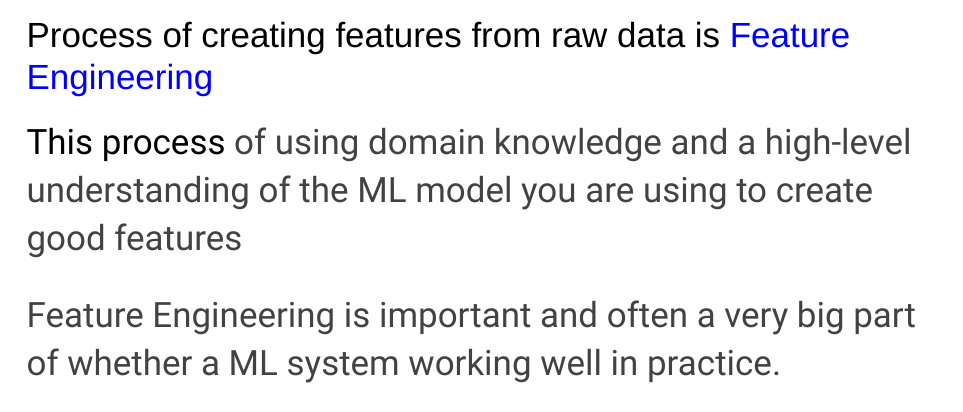 Process of creating features from raw data is Feature
Engineering
This process of using domain knowledge and a high-level
understanding of the ML model you are using to create
good features
Feature Engineering is important and often a very big part
of whether a ML system working well in practice.